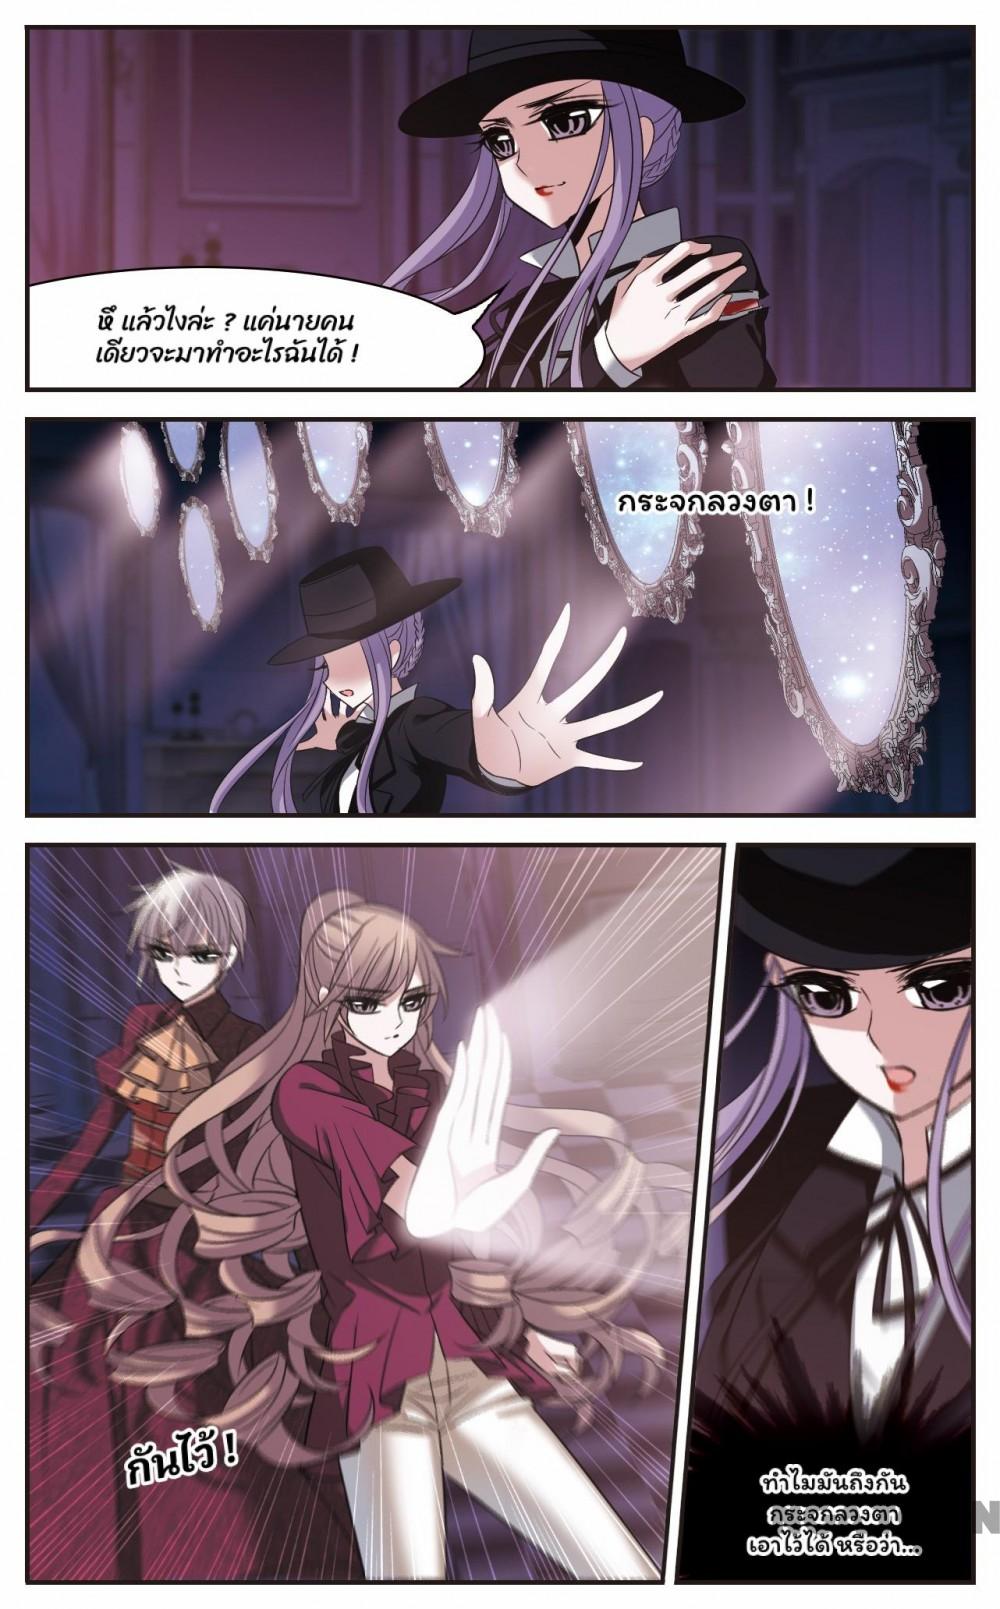 หึ แล้วไงล่ะ ? แค่นายคน
เดียวจะมาทำอะไรฉันได้ !
กระจกลวงตา !
กันไว้ !
ทำไมมันถึงกัน
กระจกลวงตา
เอาไว้ได้ หรือว่า...